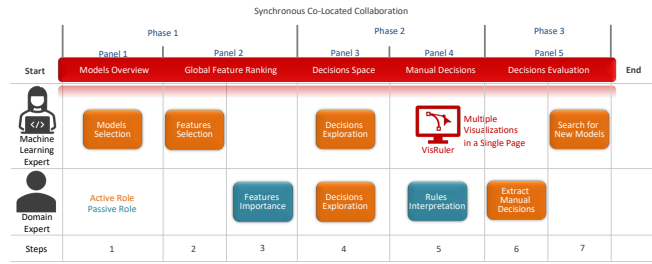 Synchronous Co-Located Collaboration
Phase 1
Phase 2
Phase 3
Panel 1
Panel 2
Panel 3
Panel 4
Panel 5
Start
Models Overview
Global Feature Ranking
Decisions Space
Manual Decisions
Decisions Evaluation
End
</>
Machine
Learning
Expert
Models
Selection
Features
Selection
Decisions
Exploration
VisRuler
Multiple
Visualizations
in a Single Page
Search for
New Models
Domain
Expert
Active Role
Passive Role
Features
Importance
Decisions
Exploration
Rules
Interpretation
Extract
Manual
Decisions
Steps
1
2
3
4
5
6
7